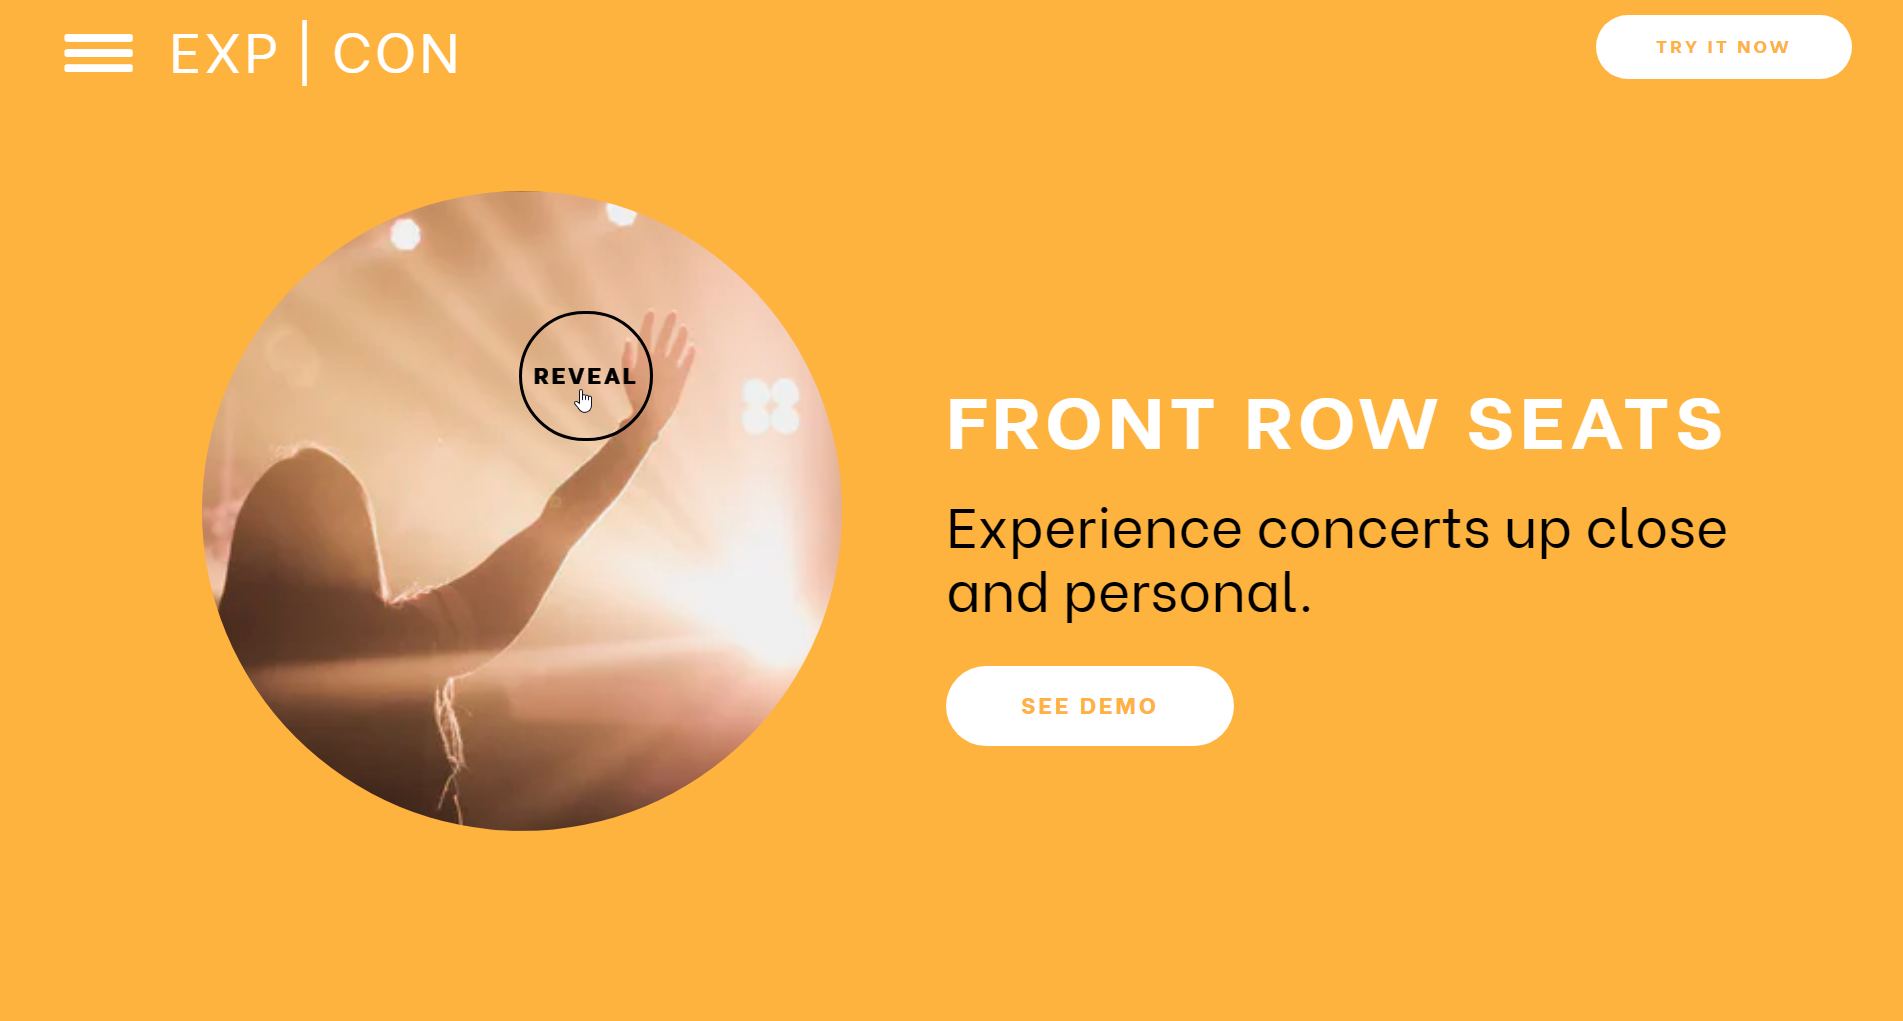 EXP | CON
TRY IT NOW
REVEAL
FRONT ROW SEATS
Experience concerts up close
and personal.
SEE DEMO